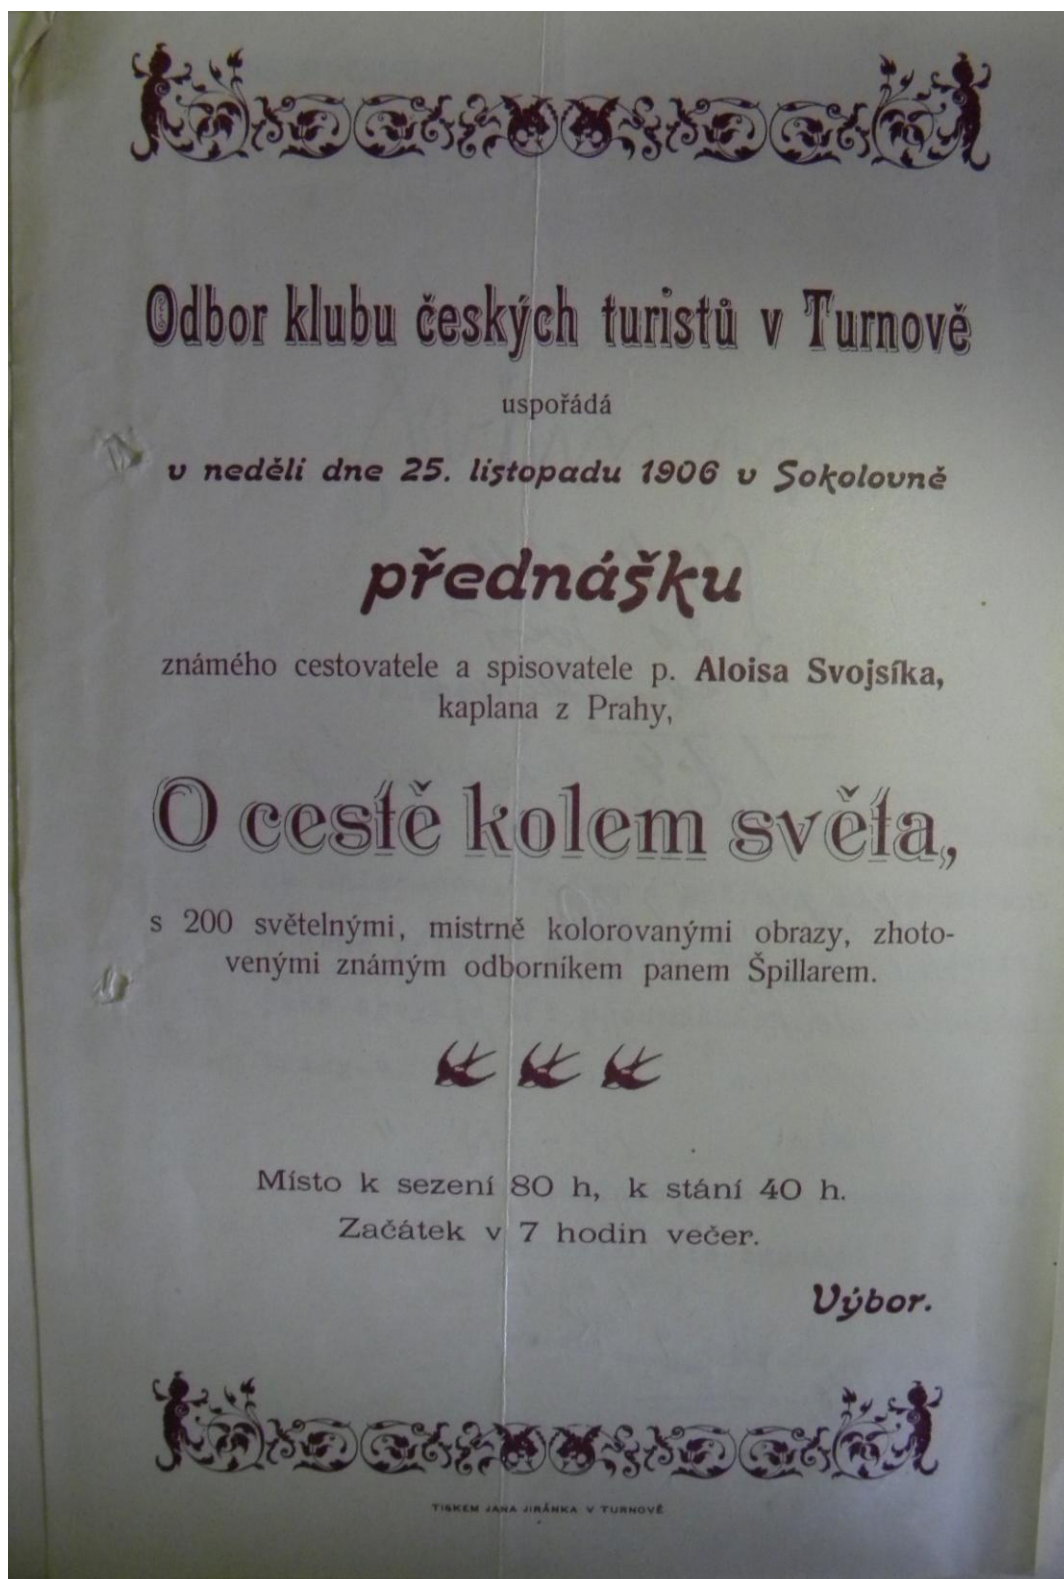 Odbor klubu českých turistů v Turnově
uspořádá
v neděli dne 25. listopadu 1906 v Sokolovně
přednášku
známého cestovatele a spisovatele p. Aloisa Svojsíka,
kaplana z Prahy,
O cestě kolem světa,
s 200 světelnými, mistrně kolorovanými obrazy, zhoto-
venými známým odborníkem panem Špillarem.
Místo k sezení 80 h, k stání 40 h.
Začátek v 7 hodin večer.
Výbor.
TISKEM JANA JIRÁNKA V TURNOVĚ